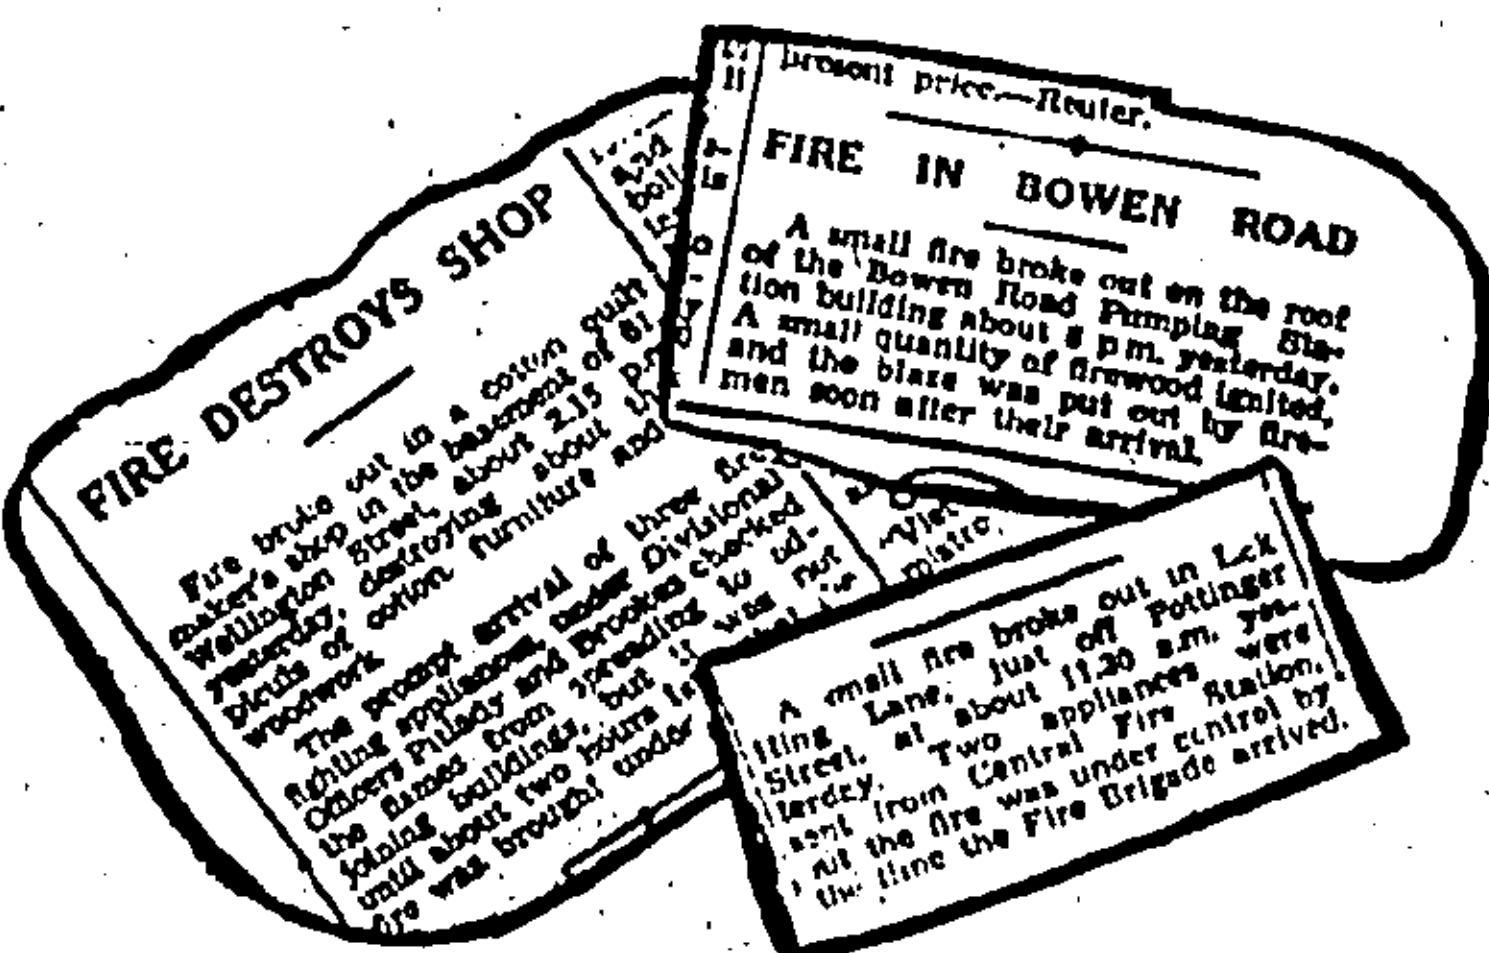 FIRE DESTROYS SHOP
Fire broke out in a cotton quilt
maker's shop in the basement of 61
Wellington Street, about 2.15 p.m.
yesterday, destroying about
piculs of cotton furniture and
woodwork
The prompt arrival of three fire
fighting appliances, under Divisional
Officers Pilady and Brookes checked
the flames from spreading to ad-
joining buildings, but it was not
until about two hours
fire was brought under
and
present price.—Reuter.
FIRE IN BOWEN ROAD
A small fire broke out on the roof
of the Bowen Road Pumping Sta-
tion building about p m. yesterday.
A small quantity of firewood ignited,
and the blaze was put out by fire-
men soon after their arrival.
A small fire broke out in Lck
Lane, just off Pottinger
Street, at about 11.30 a.m. yes-
terday. Two appliances were
sent from Central Fire Station,
but the fire was under control by
the time the Fire Brigade arrived.